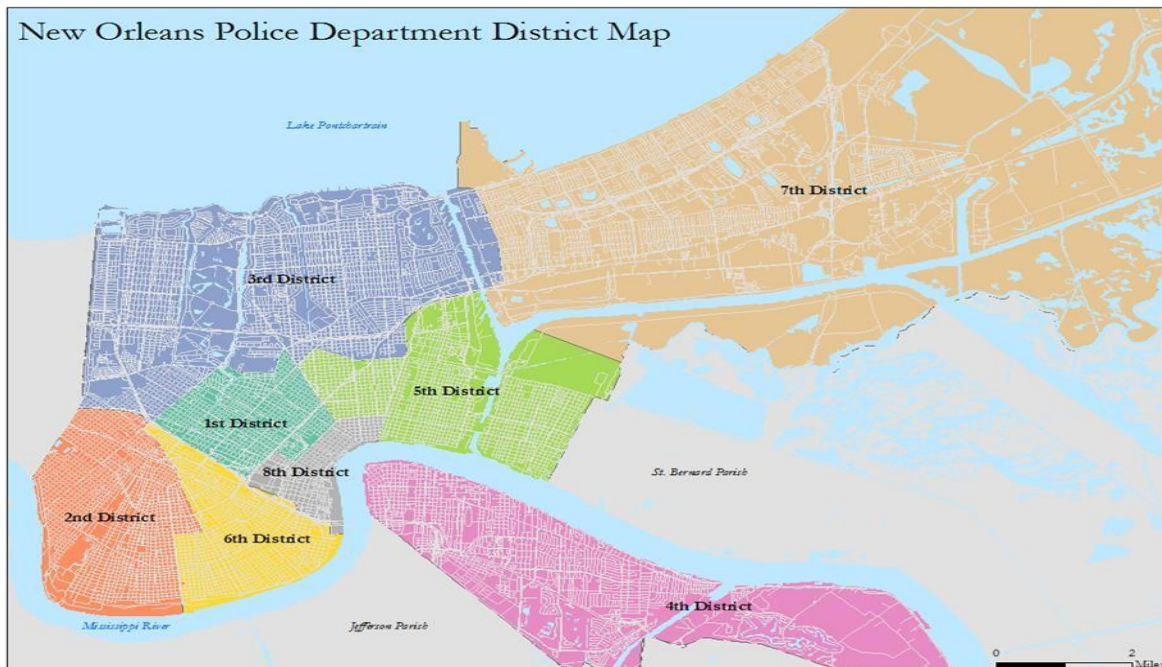 New Orleans Police Department District Map
Lake Pontchartrain
7th District
3rd District
5th District
1st District
8th District
St. Bernard Parish
2nd District
6th District
4th District
Mississippi River
Jefferson Parish
0 2
Miles